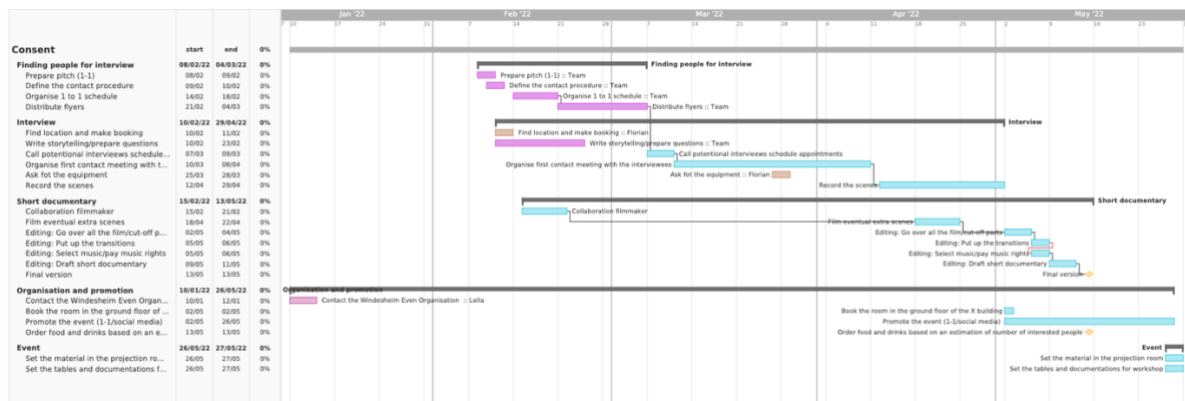 Jan '22 Feb '22 Mar '22 Apr '22 May '22
10 17 24 31 7 14 21 28 7 14 21 28 4 11 18 25 2 9 16 23
Consent start end 0%
Finding people for interview 08/02/22 04/03/22 0% Finding people for interview
Prepare pitch (1-1) 08/02 09/02 0% Prepare pitch (1-1) :: Team
Define the contact procedure 09/02 10/02 0% Define the contact procedure :: Team
Organise 1 to 1 schedule 14/02 18/02 0% Organise 1 to 1 schedule :: Team
Distribute flyers 21/02 04/03 0% Distribute flyers :: Team
Interview 10/02/22 29/04/22 0% Interview
Find location and make booking 10/02 11/02 0% Find location and make booking :: Florian
Write storytelling/prepare questions 10/02 23/02 0% Write storytelling/prepare questions :: Team
Call potentional intervieews schedule... 07/03 09/03 0% Call potentional intervieews schedule appointments
Organise first contact meeting with t... 10/03 08/04 0% Organise first contact meeting with the interviewees
Ask fot the equipment 25/03 28/03 0% Ask fot the equipment :: Florian
Record the scenes 12/04 29/04 0% Record the scenes
Short documentary 15/02/22 13/05/22 0% Short documentary
Collaboration filmmaker 15/02 21/02 0% Collaboration filmmaker
Film eventual extra scenes 18/04 22/04 0% Film eventual extra scenes
Editing: Go over all the film/cut-off p... 02/05 04/05 0% Editing: Go over all the film/cut-off parts
Editing: Put up the transitions 05/05 06/05 0% Editing: Put up the transitions
Editing: Select music/pay music rights 05/05 06/05 0% Editing: Select music/pay music rights
Editing: Draft short documentary 09/05 11/05 0% Editing: Draft short documentary
Final version 13/05 13/05 0% Final version
Organisation and promotion 10/01/22 26/05/22 0% Organisation and promotion
Contact the Windesheim Even Organ... 10/01 12/01 0% Contact the Windesheim Even Organisation :: Leila
Book the room in the ground floor of ... 02/05 02/05 0% Book the room in the ground floor of the X building
Promote the event (1-1/social media) 02/05 26/05 0% Promote the event (1-1/social media)
Order food and drinks based on an e... 13/05 13/05 0% Order food and drinks based on an estimation of number of interested people
Event 26/05/22 27/05/22 0% Event
Set the material in the projection ro... 26/05 27/05 0% Set the material in the projection room
Set the tables and documentations f... 26/05 27/05 0% Set the tables and documentations for workshop